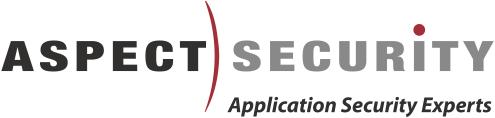 ASPECT SECURITY
Application Security Experts